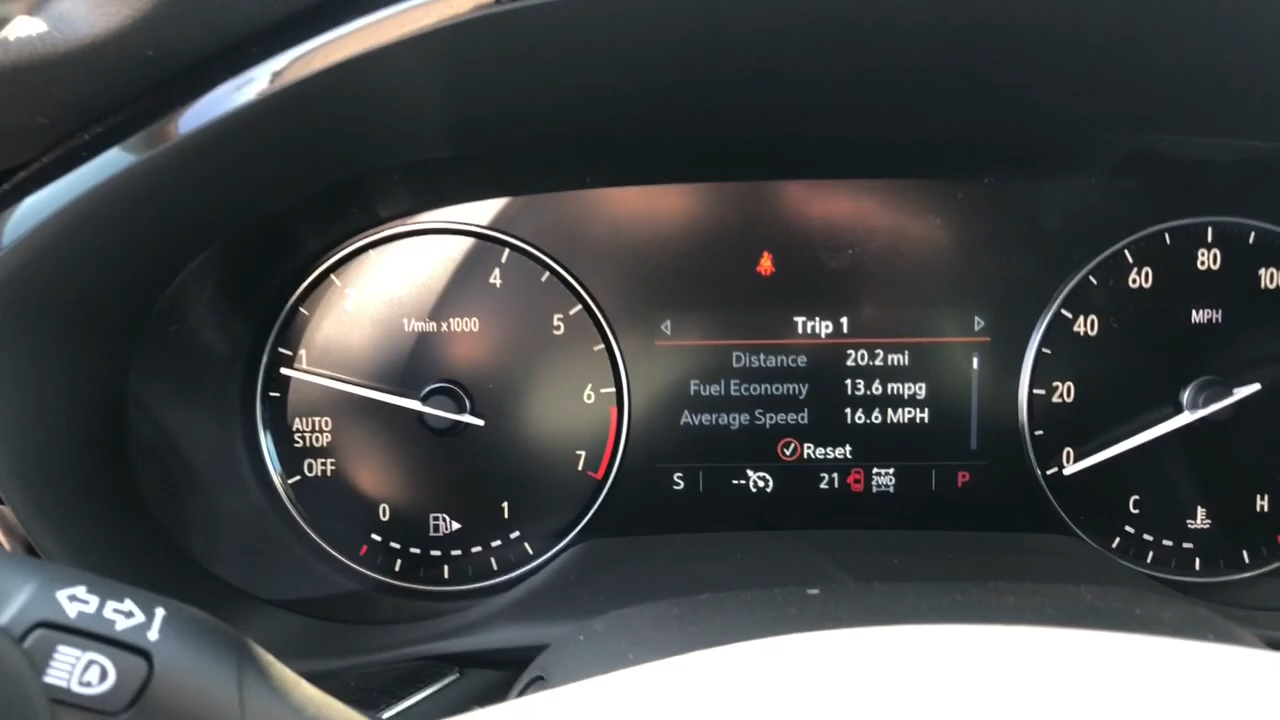 1/min x1000
1
4
5
6
7
AUTO
STOP
OFF
0
1
Trip 1
Distance 20.2 mi
Fuel Economy 13.6 mpg
Average Speed 16.6 MPH
Reset
S
--
21
2WD
P
0
20
40
60
80
MPH
C
H
A